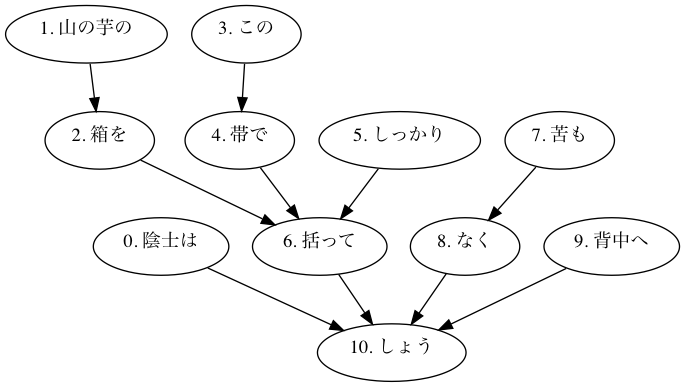 1. 山の芋の
3. この
2. 箱を
4. 帯で
5. しっかり
7. 苦も
0. 陰士は
6. 括って
8. なく
9. 背中へ
10. しょう